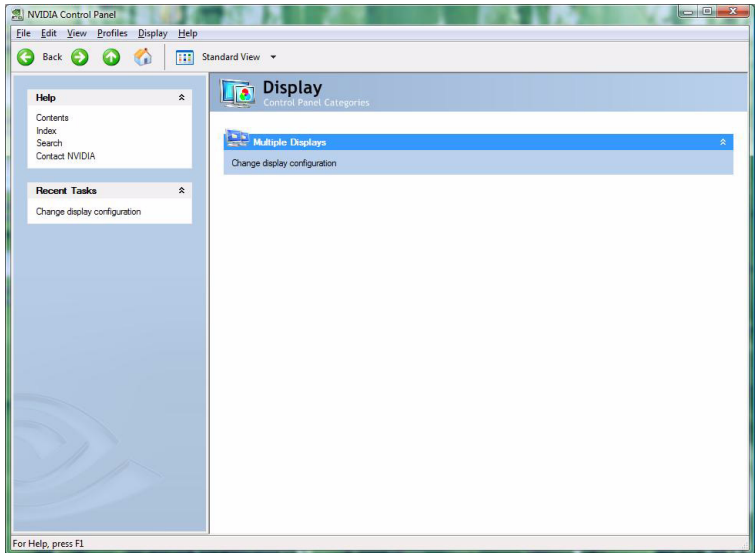 NVIDIA Control Panel
File Edit View Profiles Display Help
Back Standard View
Help
Contents
Index
Search
Contact NVIDIA
Recent Tasks
Change display configuration
Display
Control Panel Categories
Multiple Displays
Change display configuration
For Help, press F1